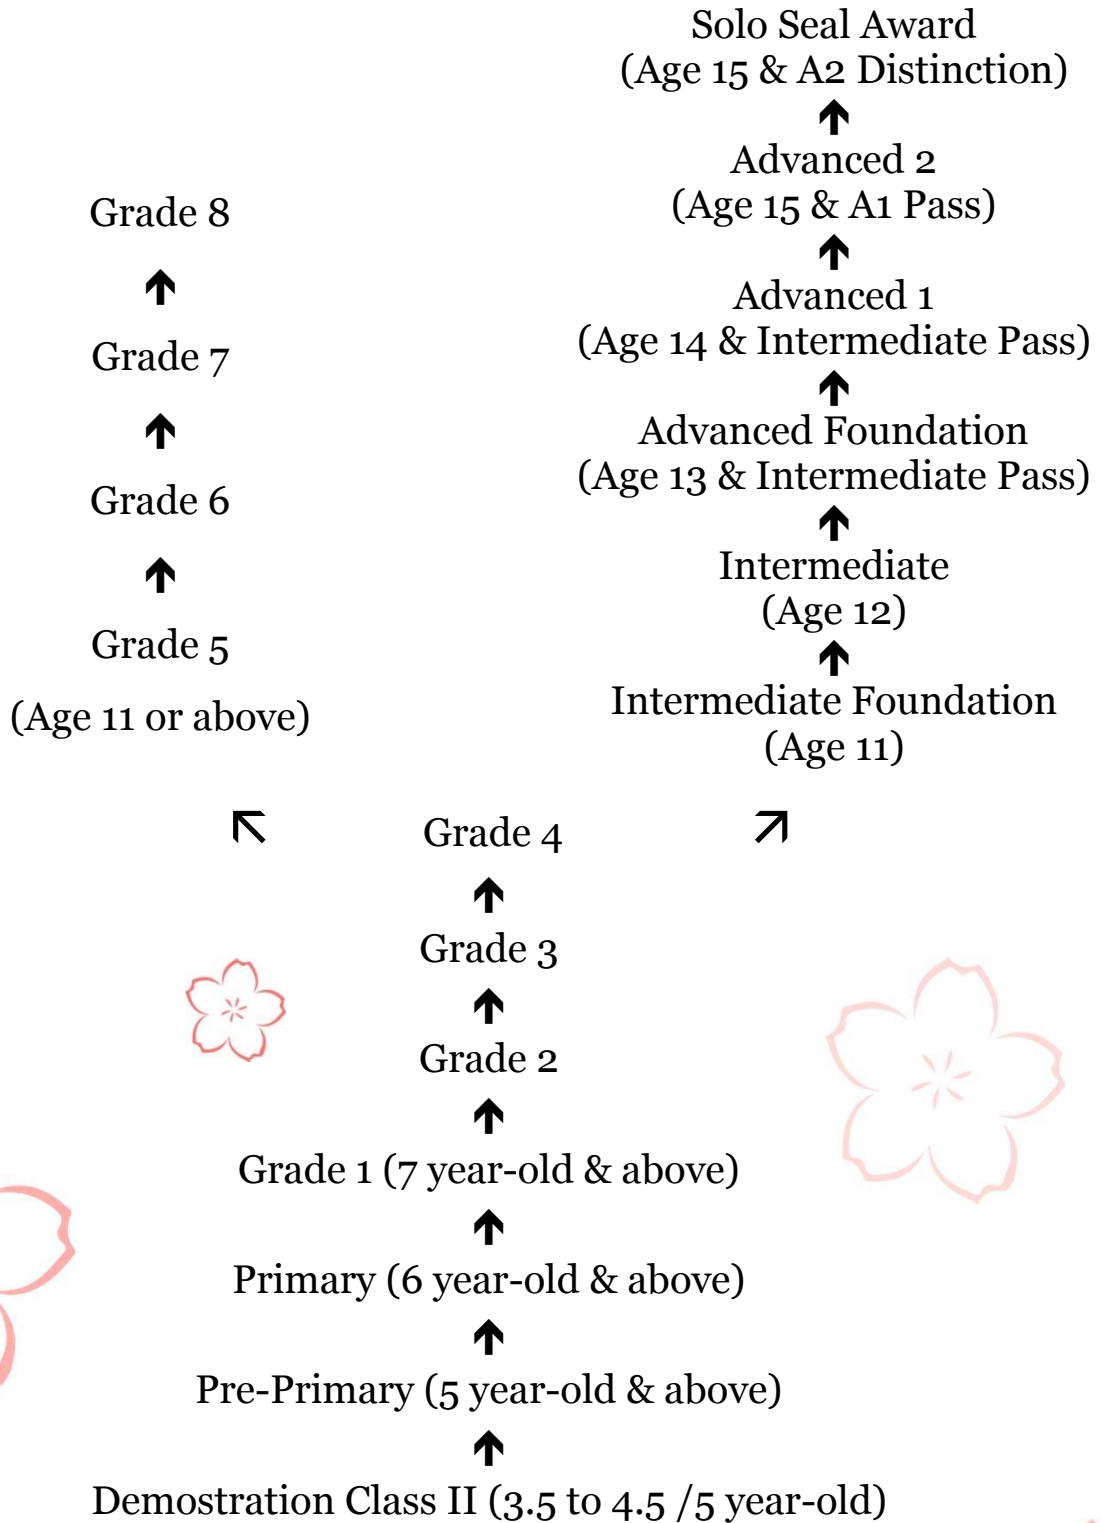 Solo Seal Award
(Age 15 & A2 Distinction)
Advanced 2
(Age 15 & A1 Pass)
Advanced 1
(Age 14 & Intermediate Pass)
Advanced Foundation
(Age 13 & Intermediate Pass)
Intermediate
(Age 12)
Intermediate Foundation
(Age 11)
Grade 8
Grade 7
Grade 6
Grade 5
(Age 11 or above)
Grade 4
Grade 3
Grade 2
Grade 1 (7 year-old & above)
Primary (6 year-old & above)
Pre-Primary (5 year-old & above)
Demostration Class II (3.5 to 4.5 /5 year-old)